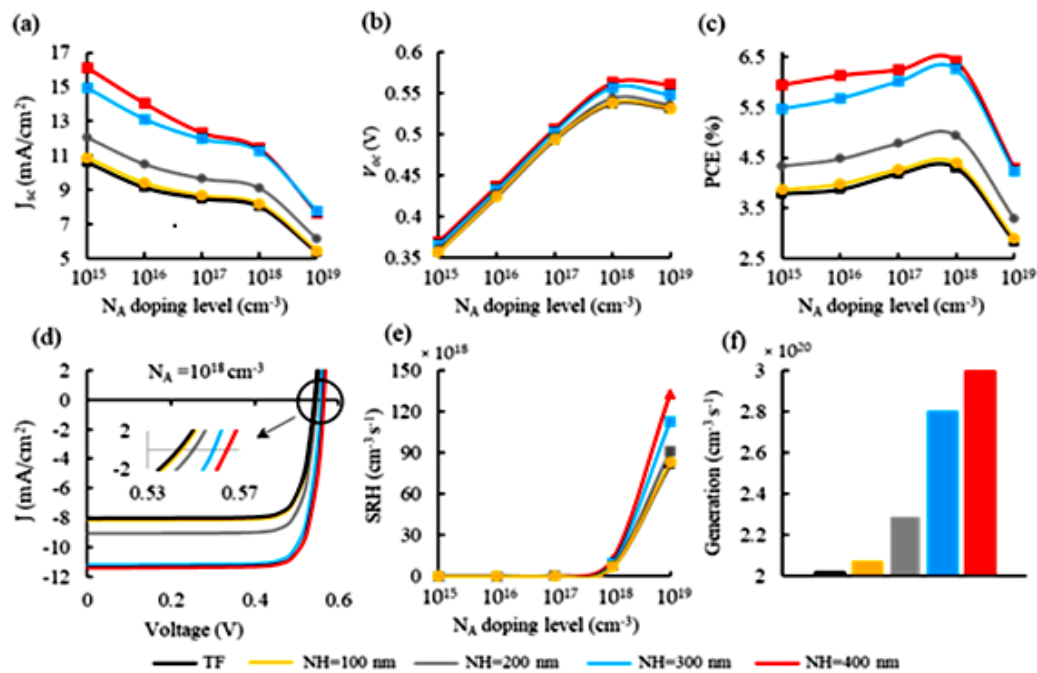 (a)
17
15
13
11
9
7
5
J_sc (mA/cm²)
10¹⁵ 10¹⁶ 10¹⁷ 10¹⁸ 10¹⁹
N_A doping level (cm⁻³)
(b)
0.6
0.55
0.5
0.45
0.4
0.35
V_oc (V)
10¹⁵ 10¹⁶ 10¹⁷ 10¹⁸ 10¹⁹
N_A doping level (cm⁻³)
(c)
6.5
5.5
4.5
3.5
2.5
PCE (%)
10¹⁵ 10¹⁶ 10¹⁷ 10¹⁸ 10¹⁹
N_A doping level (cm⁻³)
(d)
N_A =10¹⁸ cm⁻³
2
0
-2
-4
-6
-8
-10
-12
J (mA/cm²)
2
-2
0.53 0.57
0 0.2 0.4 0.6
Voltage (V)
(e)
× 10¹⁸
150
120
90
60
30
0
SRH (cm⁻³ s⁻¹)
10¹⁵ 10¹⁶ 10¹⁷ 10¹⁸ 10¹⁹
N_A doping level (cm⁻³)
(f)
× 10²⁰
3
2.8
2.6
2.4
2.2
2
Generation (cm⁻³ s⁻¹)
TF NH=100 nm NH=200 nm NH=300 nm NH=400 nm